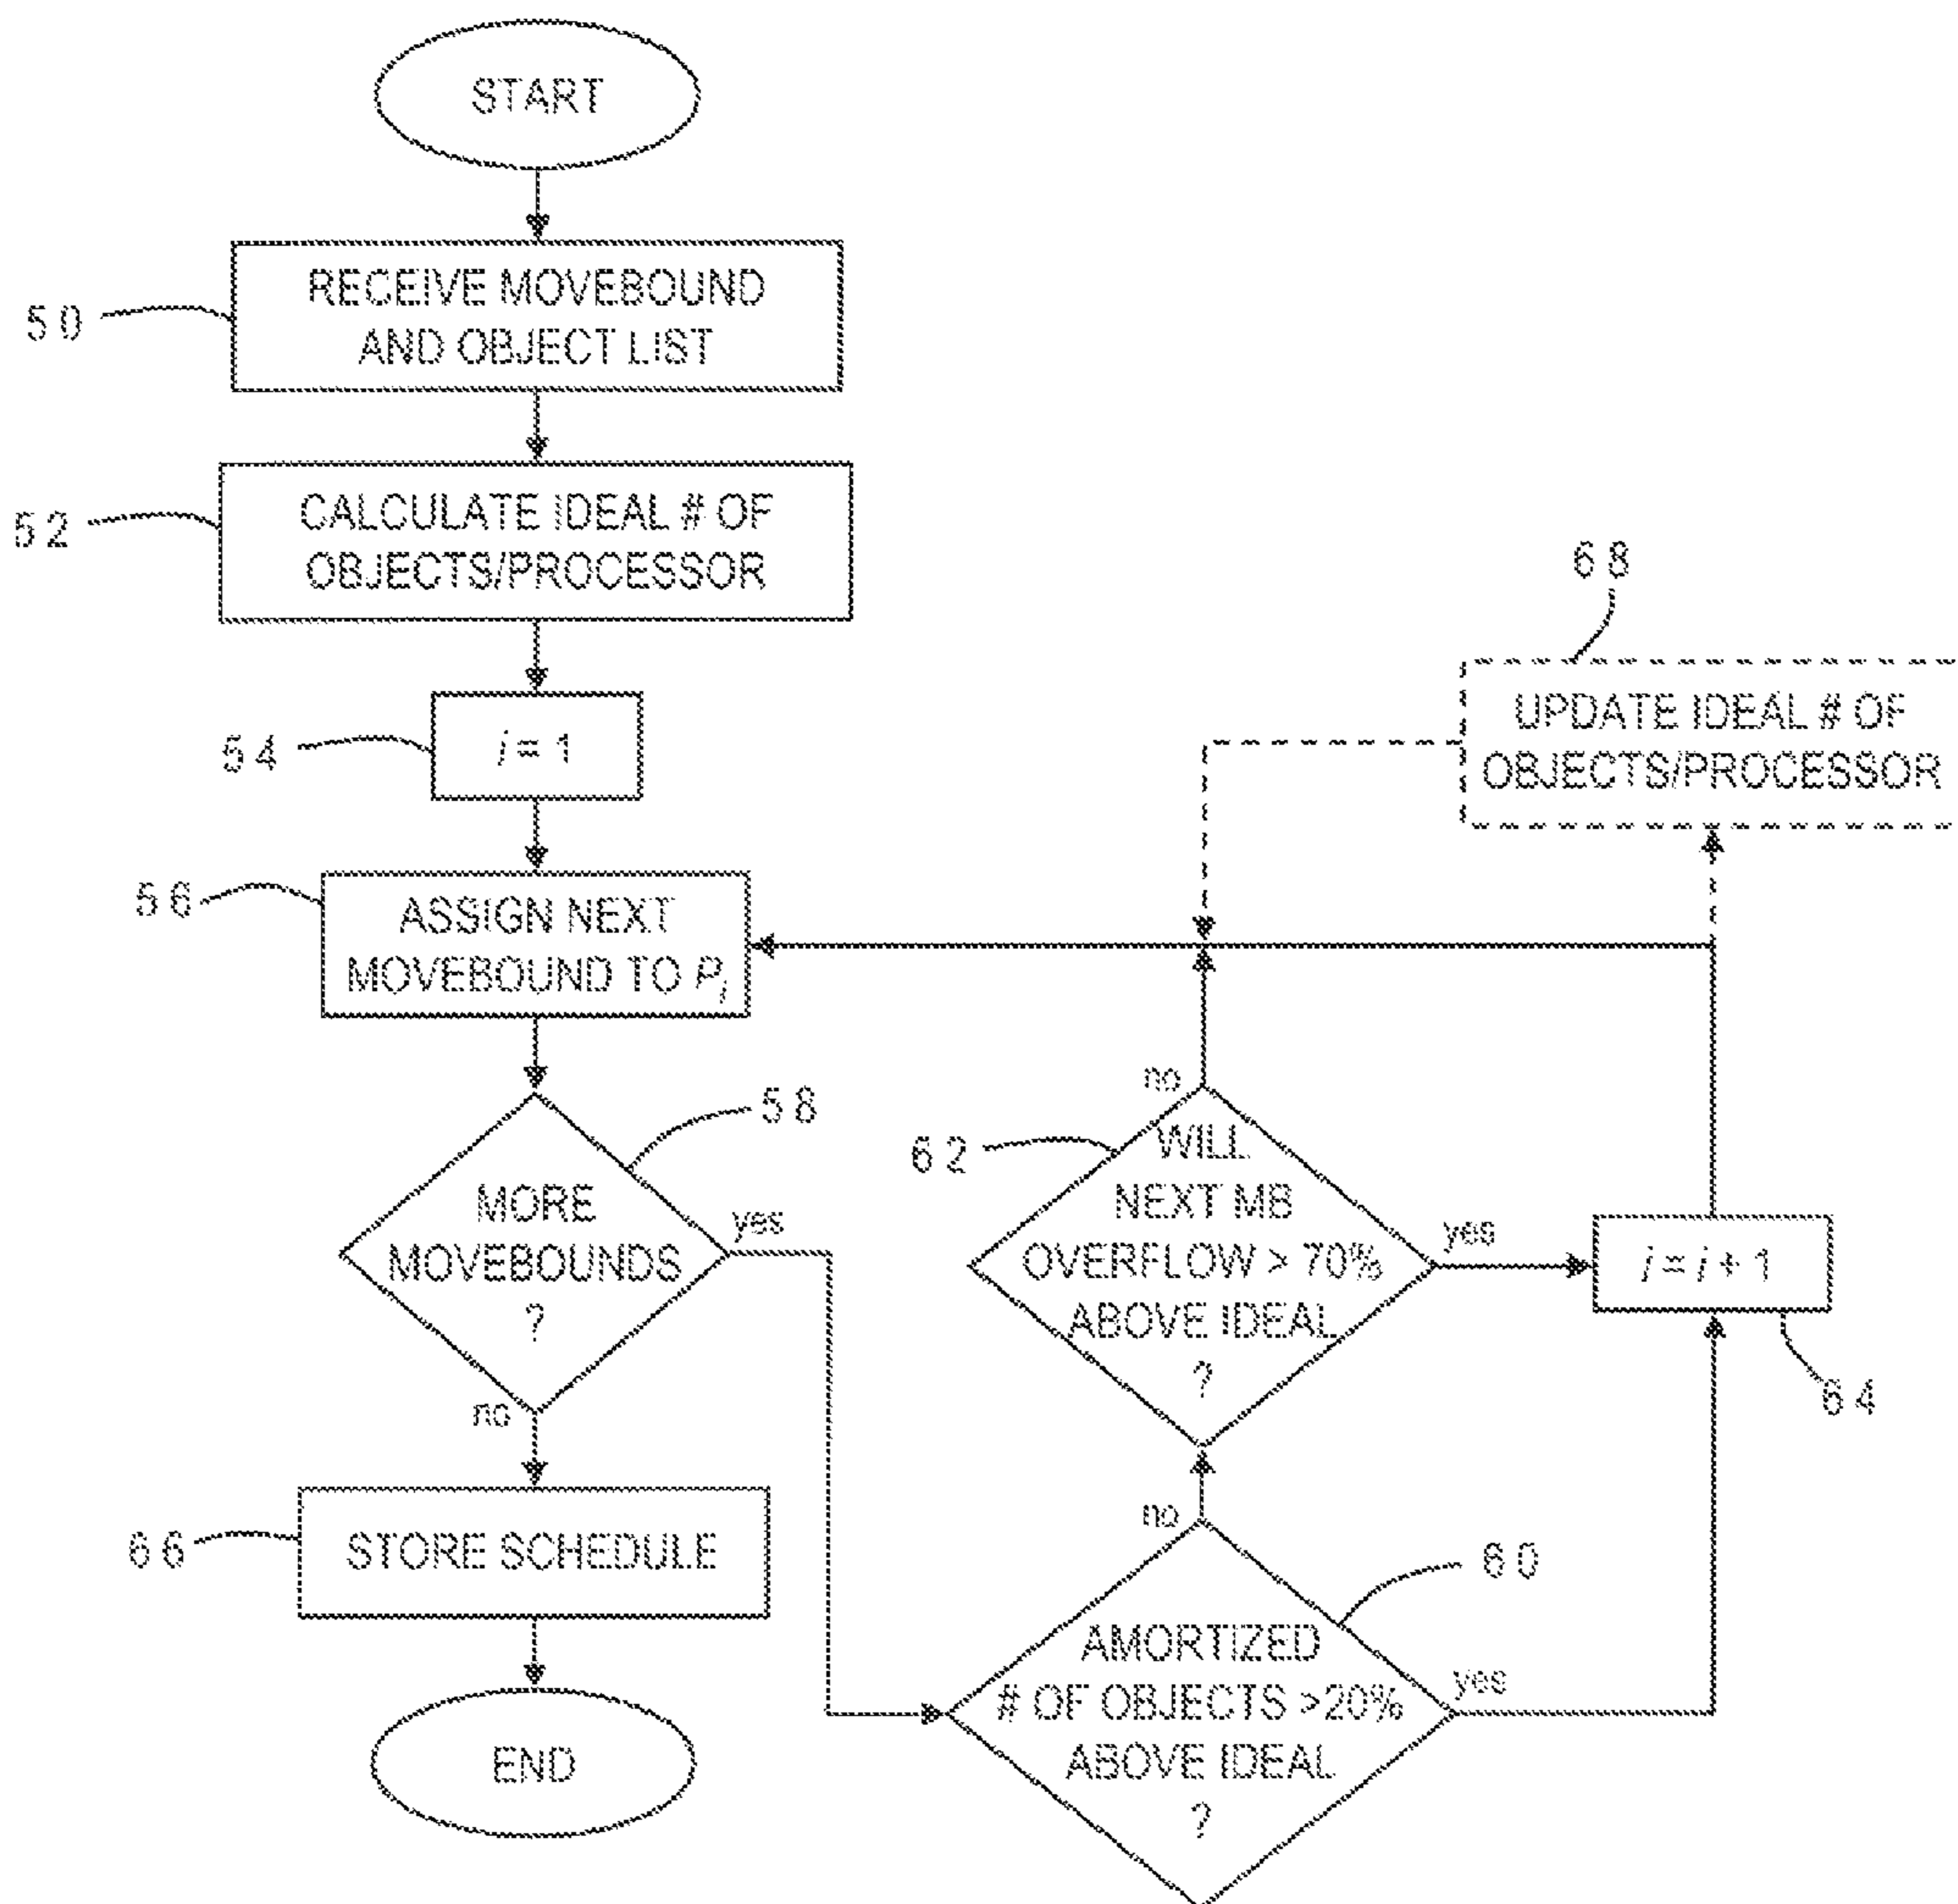 START
50
RECEIVE MOVEBOUND
AND OBJECT LIST
52
CALCULATE IDEAL # OF
OBJECTS/PROCESSOR
54
i = 1
56
ASSIGN NEXT
MOVEBOUND TO Pi
58
MORE
MOVEBOUNDS
?
yes
no
66
STORE SCHEDULE
END
68
UPDATE IDEAL # OF
OBJECTS/PROCESSOR
no
62
WILL
NEXT MB
OVERFLOW > 70%
ABOVE IDEAL
?
yes
i = i + 1
64
no
60
AMORTIZED
# OF OBJECTS >20%
ABOVE IDEAL
?
yes